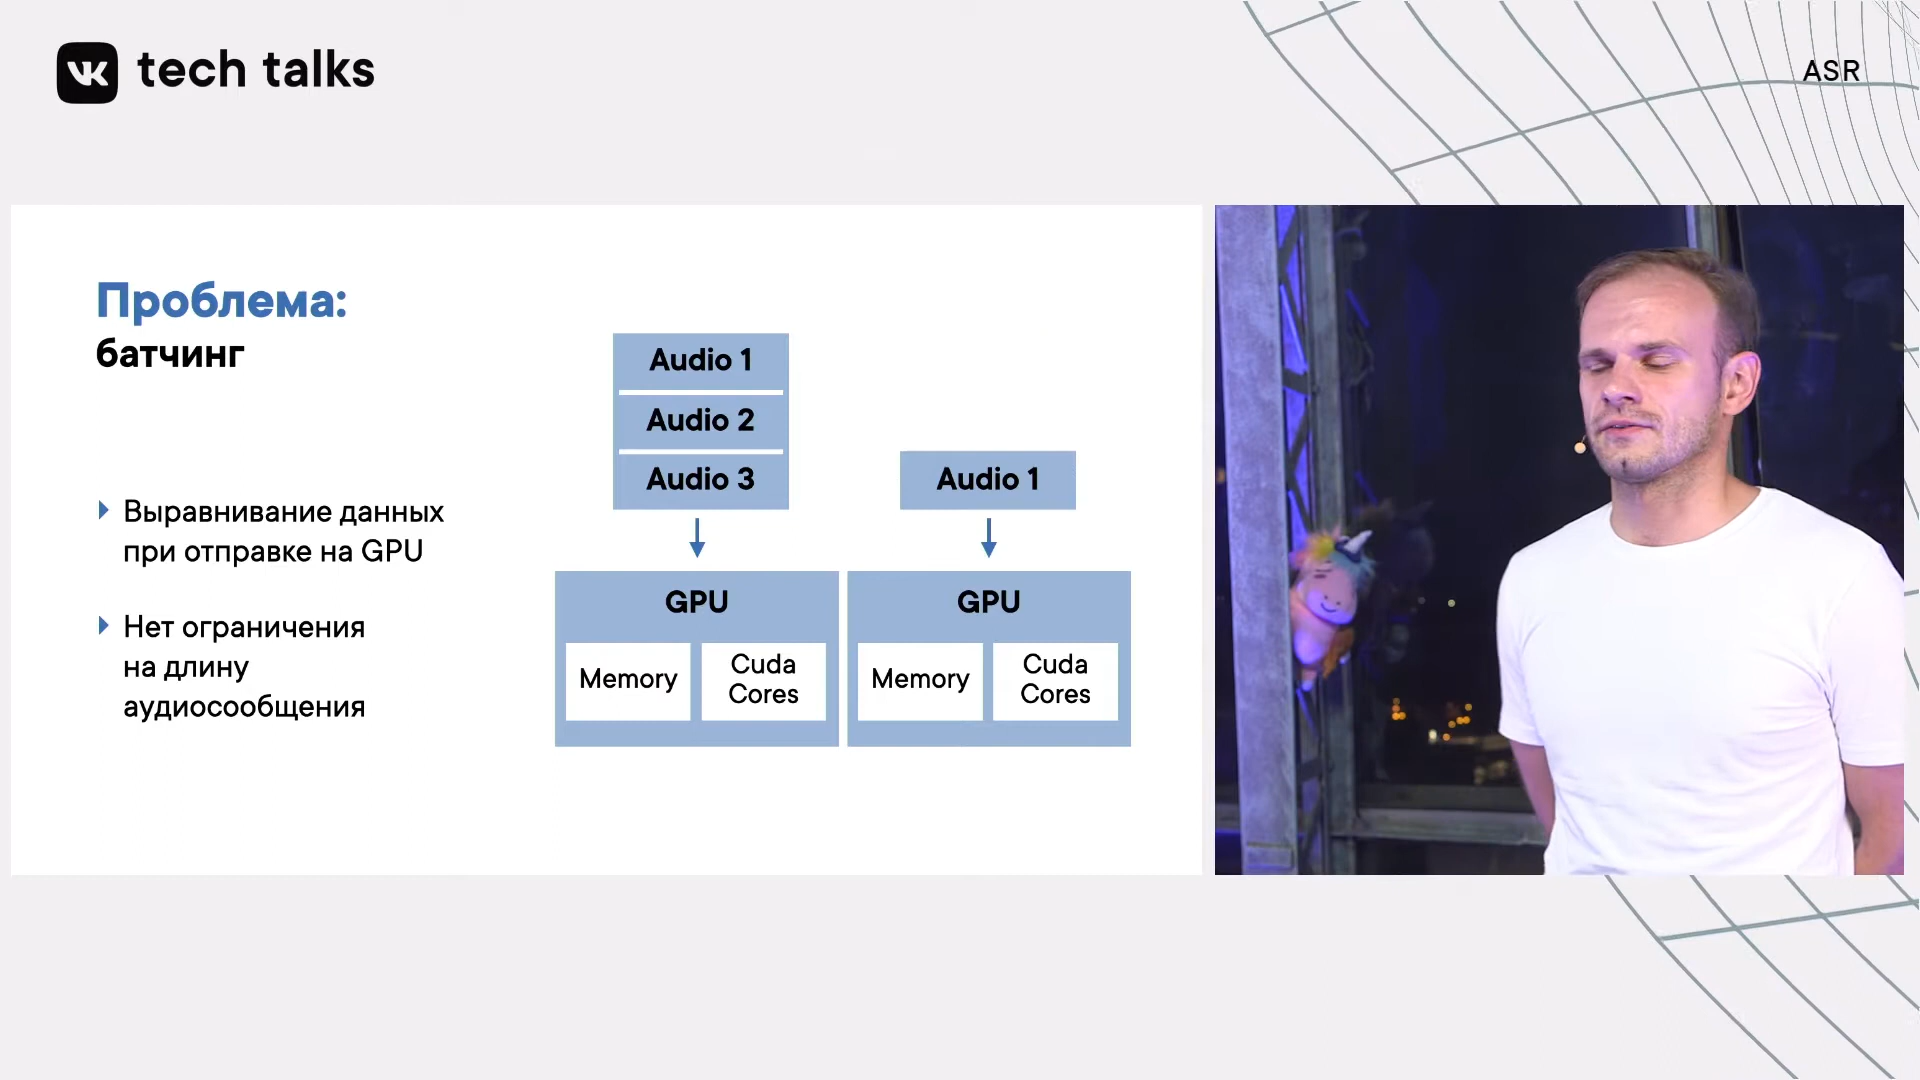 VK tech talks
ASR
Проблема:
батчинг
Выравнивание данных
при отправке на GPU
Нет ограничения
на длину
аудиосообщения
Audio 1
Audio 2
Audio 3
Audio 1
GPU
Memory
Cuda
Cores
GPU
Memory
Cuda
Cores